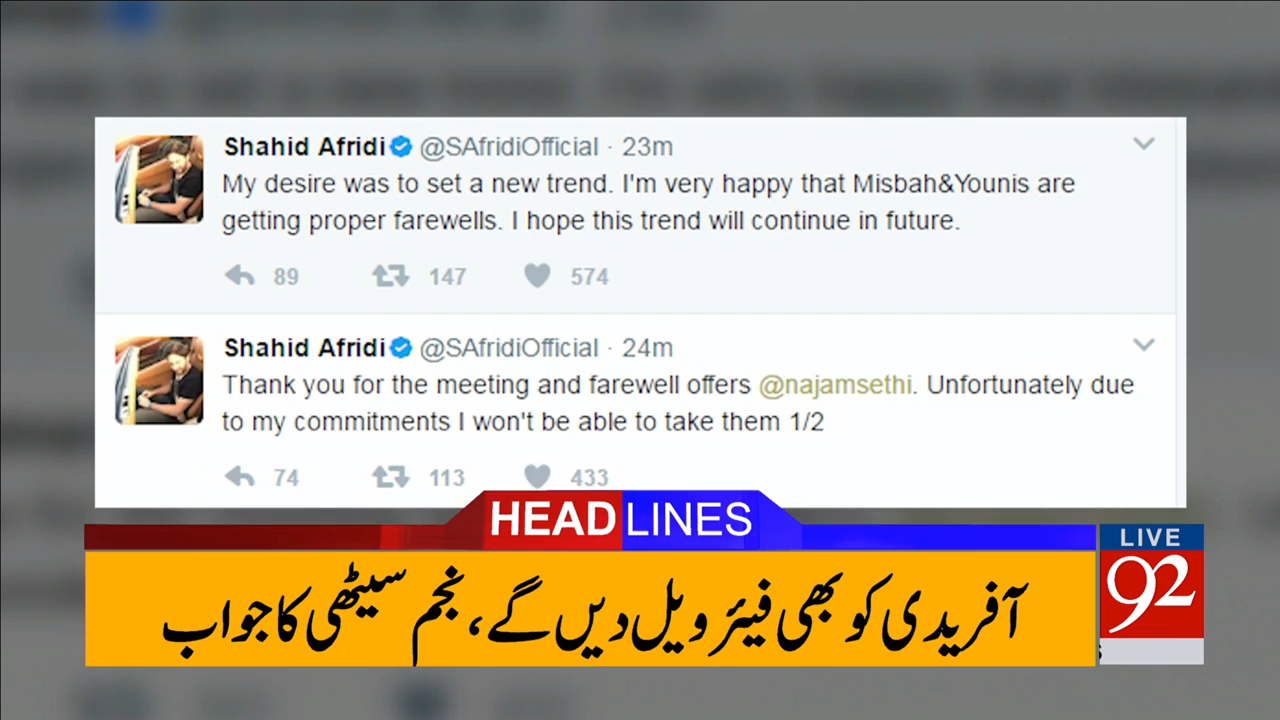 Shahid Afridi @SAfridiOfficial · 23m
My desire was to set a new trend. I'm very happy that Misbah&Younis are
getting proper farewells. I hope this trend will continue in future.
89 147 574
Shahid Afridi @SAfridiOfficial · 24m
Thank you for the meeting and farewell offers @najamsethi. Unfortunately due
to my commitments I won't be able to take them 1/2
74 113 433
HEADLINES
LIVE
92
آفریدی کو بھی فیئر ویل دیں گے، نجم سیٹھی کا جواب